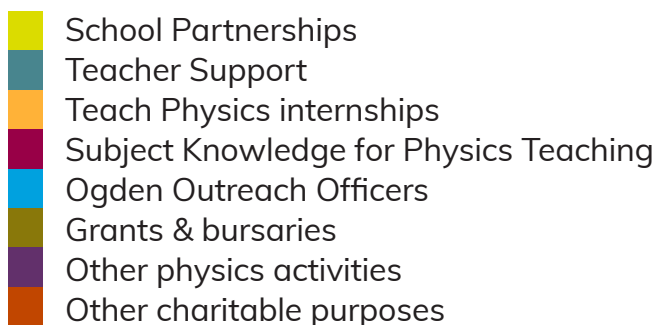 School Partnerships
Teacher Support
Teach Physics internships
Subject Knowledge for Physics Teaching
Ogden Outreach Officers
Grants & bursaries
Other physics activities
Other charitable purposes